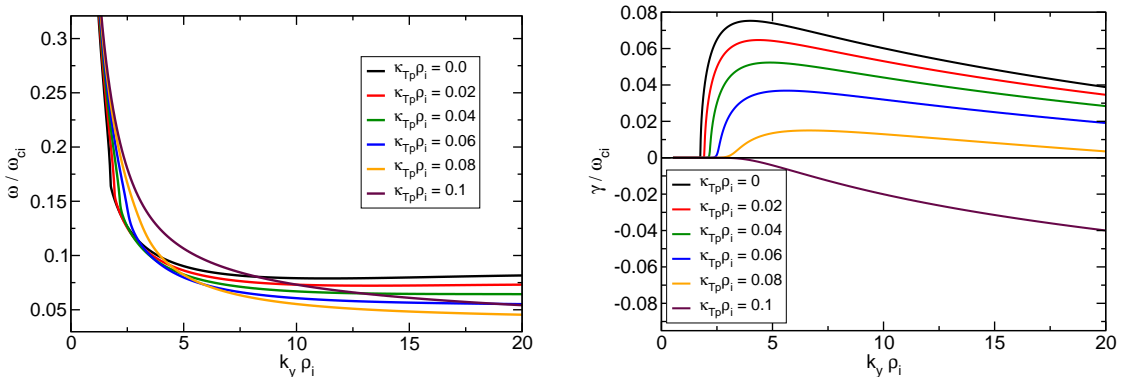 0.3
0.25
0.2
0.15
0.1
0.05
ω / ω_ci
κ_Tp ρ_i = 0.0
κ_Tp ρ_i = 0.02
κ_Tp ρ_i = 0.04
κ_Tp ρ_i = 0.06
κ_Tp ρ_i = 0.08
κ_Tp ρ_i = 0.1
0 5 10 15 20
k_y ρ_i
0.08
0.06
0.04
0.02
0
-0.02
-0.04
-0.06
-0.08
γ / ω_ci
κ_Tp ρ_i = 0
κ_Tp ρ_i = 0.02
κ_Tp ρ_i = 0.04
κ_Tp ρ_i = 0.06
κ_Tp ρ_i = 0.08
κ_Tp ρ_i = 0.1
0 5 10 15 20
k_y ρ_i